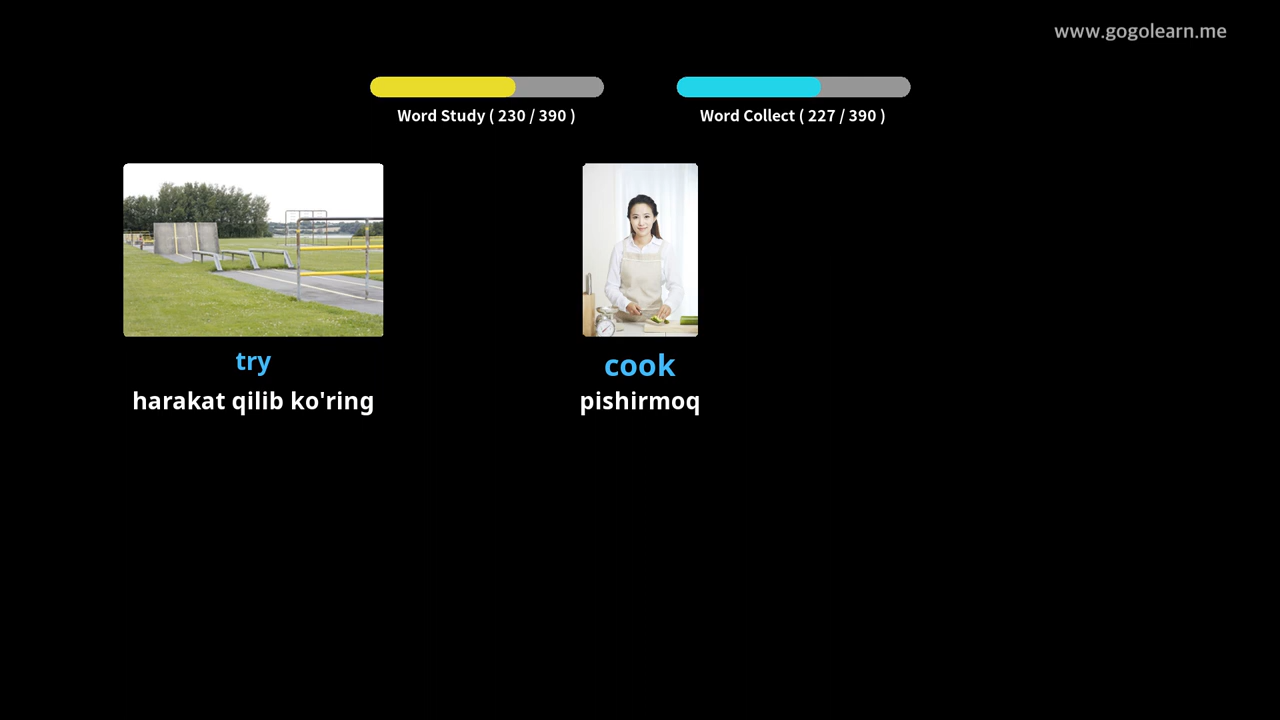 www.gogolearn.me
Word Study ( 230 / 390 )
Word Collect ( 227 / 390 )
try
harakat qilib ko'ring
cook
pishirmoq